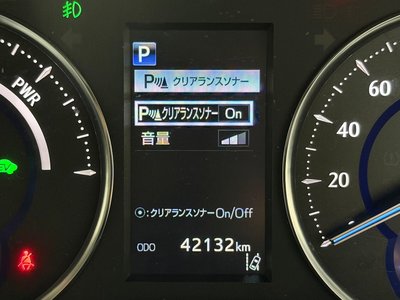 P
P クリアランスソナー
P クリアランスソナー On
音量
PWR
EV
60
40
20
0
:クリアランスソナーOn/Off
ODO 42132km